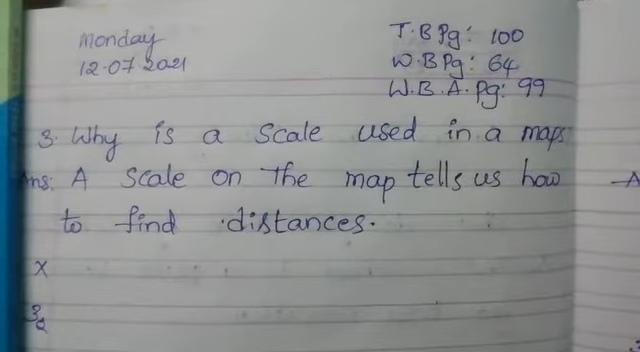 Monday
12.07.2021
T.B Pg: 100
W.B Pg: 64
W.B.A. Pg: 99
3. Why is a scale used in a maps
Ans: A scale on the map tells us how
to find distances.
X